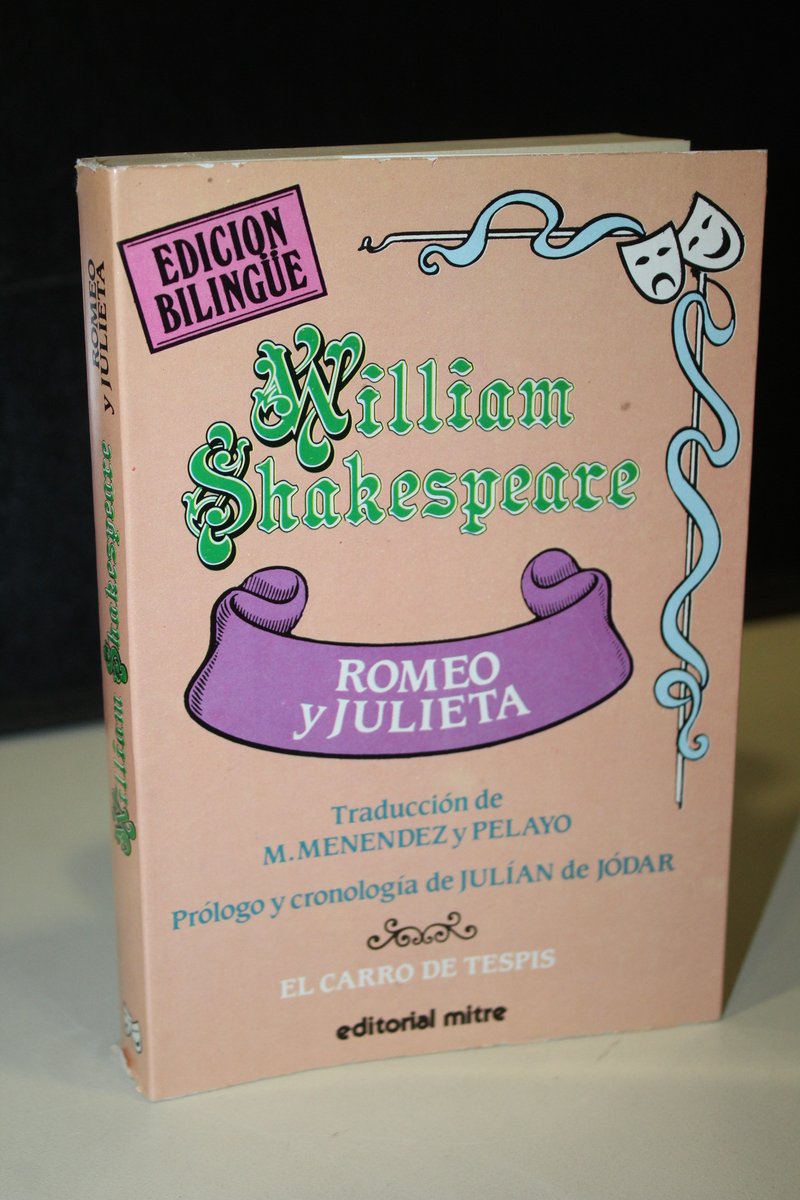 EDICION
BILINGÜE
William
Shakespeare
ROMEO
y JULIETA
Traducción de
M. MENENDEZ y PELAYO
Prólogo y cronología de JULÍAN de JÓDAR
EL CARRO DE TESPIS
editorial mitre
William Shakespeare
ROMEO
y JULIETA